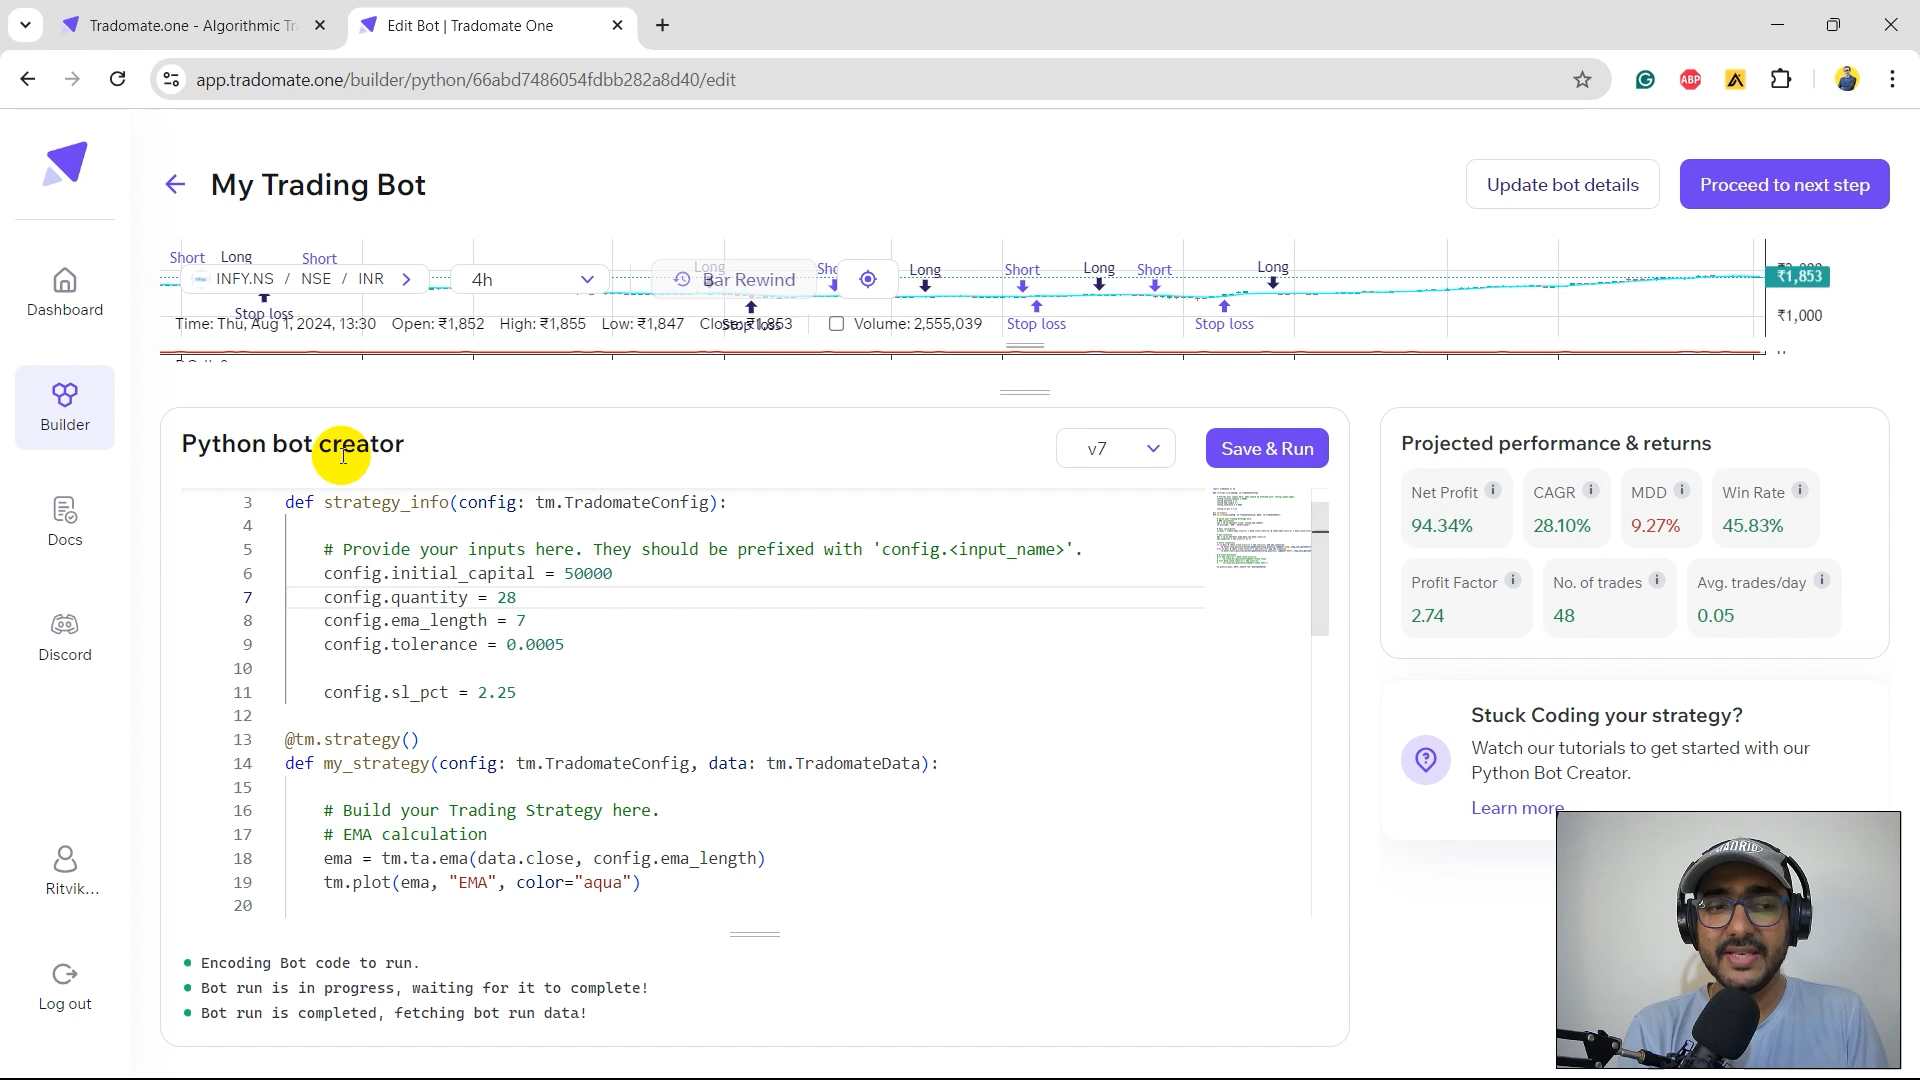 Tradomate.one - Algorithmic Tr
Edit Bot | Tradomate One
app.tradomate.one/builder/python/66abd7486054fdbb282a8d40/edit
ABP
My Trading Bot
Update bot details
Proceed to next step
Dashboard
Builder
Docs
Discord
Ritvik...
Log out
Short Long Short Long Sho Long Short Long Short Long
INFY.NS / NSE / INR
4h
Bar Rewind
₹1,853
₹1,000
Stop loss Stop loss Stop loss Stop loss
Time: Thu, Aug 1, 2024, 13:30 Open: ₹1,852 High: ₹1,855 Low: ₹1,847 Close: ₹1,853 Volume: 2,555,039
Python bot creator
v7
Save & Run
3 def strategy_info(config: tm.TradomateConfig):
4
5 # Provide your inputs here. They should be prefixed with 'config.<input_name>'.
6 config.initial_capital = 50000
7 config.quantity = 28
8 config.ema_length = 7
9 config.tolerance = 0.0005
10
11 config.sl_pct = 2.25
12
13 @tm.strategy()
14 def my_strategy(config: tm.TradomateConfig, data: tm.TradomateData):
15
16 # Build your Trading Strategy here.
17 # EMA calculation
18 ema = tm.ta.ema(data.close, config.ema_length)
19 tm.plot(ema, "EMA", color="aqua")
20
Encoding Bot code to run.
Bot run is in progress, waiting for it to complete!
Bot run is completed, fetching bot run data!
Projected performance & returns
Net Profit CAGR MDD Win Rate
94.34% 28.10% 9.27% 45.83%
Profit Factor No. of trades Avg. trades/day
2.74 48 0.05
Stuck Coding your strategy?
Watch our tutorials to get started with our
Python Bot Creator.
Learn more